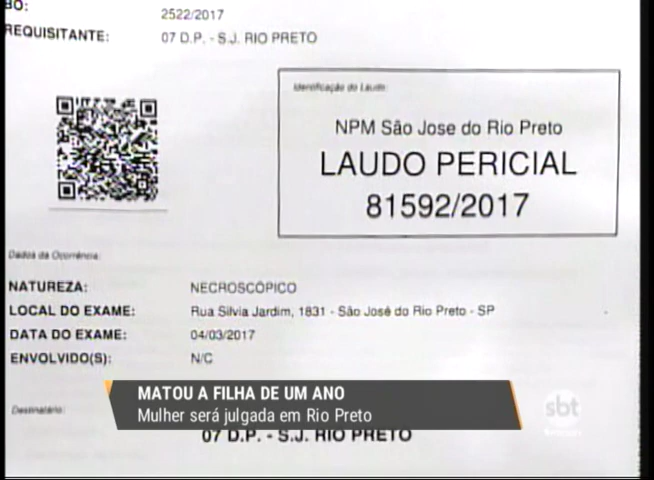 BO:
2522/2017
REQUISITANTE:
07 D.P. - S.J. RIO PRETO
Identificação do Laudo:
NPM São Jose do Rio Preto
LAUDO PERICIAL
81592/2017
Dados da Ocorrência:
NATUREZA:
NECROSCÓPICO
LOCAL DO EXAME:
Rua Silvia Jardim, 1831 - São José do Rio Preto - SP
DATA DO EXAME:
04/03/2017
ENVOLVIDO(S):
N/C
MATOU A FILHA DE UM ANO
Mulher será julgada em Rio Preto
Destinatário:
07 D.P. - S.J. RIO PRETO
sbt